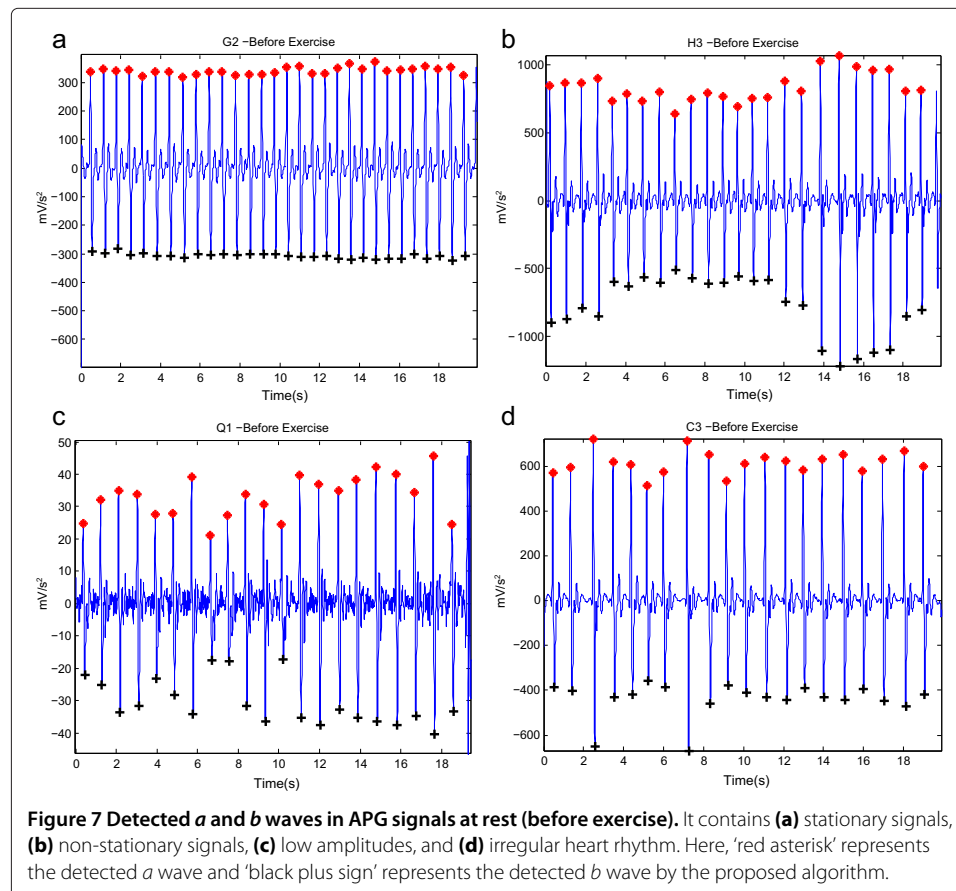 a
G2 −Before Exercise
400
300
200
100
0
−100
−200
−300
−400
−500
−600
mV/s²
0 2 4 6 8 10 12 14 16 18
Time(s)
b
H3 −Before Exercise
1000
500
0
−500
−1000
mV/s²
0 2 4 6 8 10 12 14 16 18
Time(s)
c
Q1 −Before Exercise
50
40
30
20
10
0
−10
−20
−30
−40
mV/s²
0 2 4 6 8 10 12 14 16 18
Time(s)
d
C3 −Before Exercise
600
400
200
0
−200
−400
−600
mV/s²
0 2 4 6 8 10 12 14 16 18
Time(s)
Figure 7 Detected a and b waves in APG signals at rest (before exercise). It contains (a) stationary signals,
(b) non-stationary signals, (c) low amplitudes, and (d) irregular heart rhythm. Here, ‘red asterisk’ represents
the detected a wave and ‘black plus sign’ represents the detected b wave by the proposed algorithm.